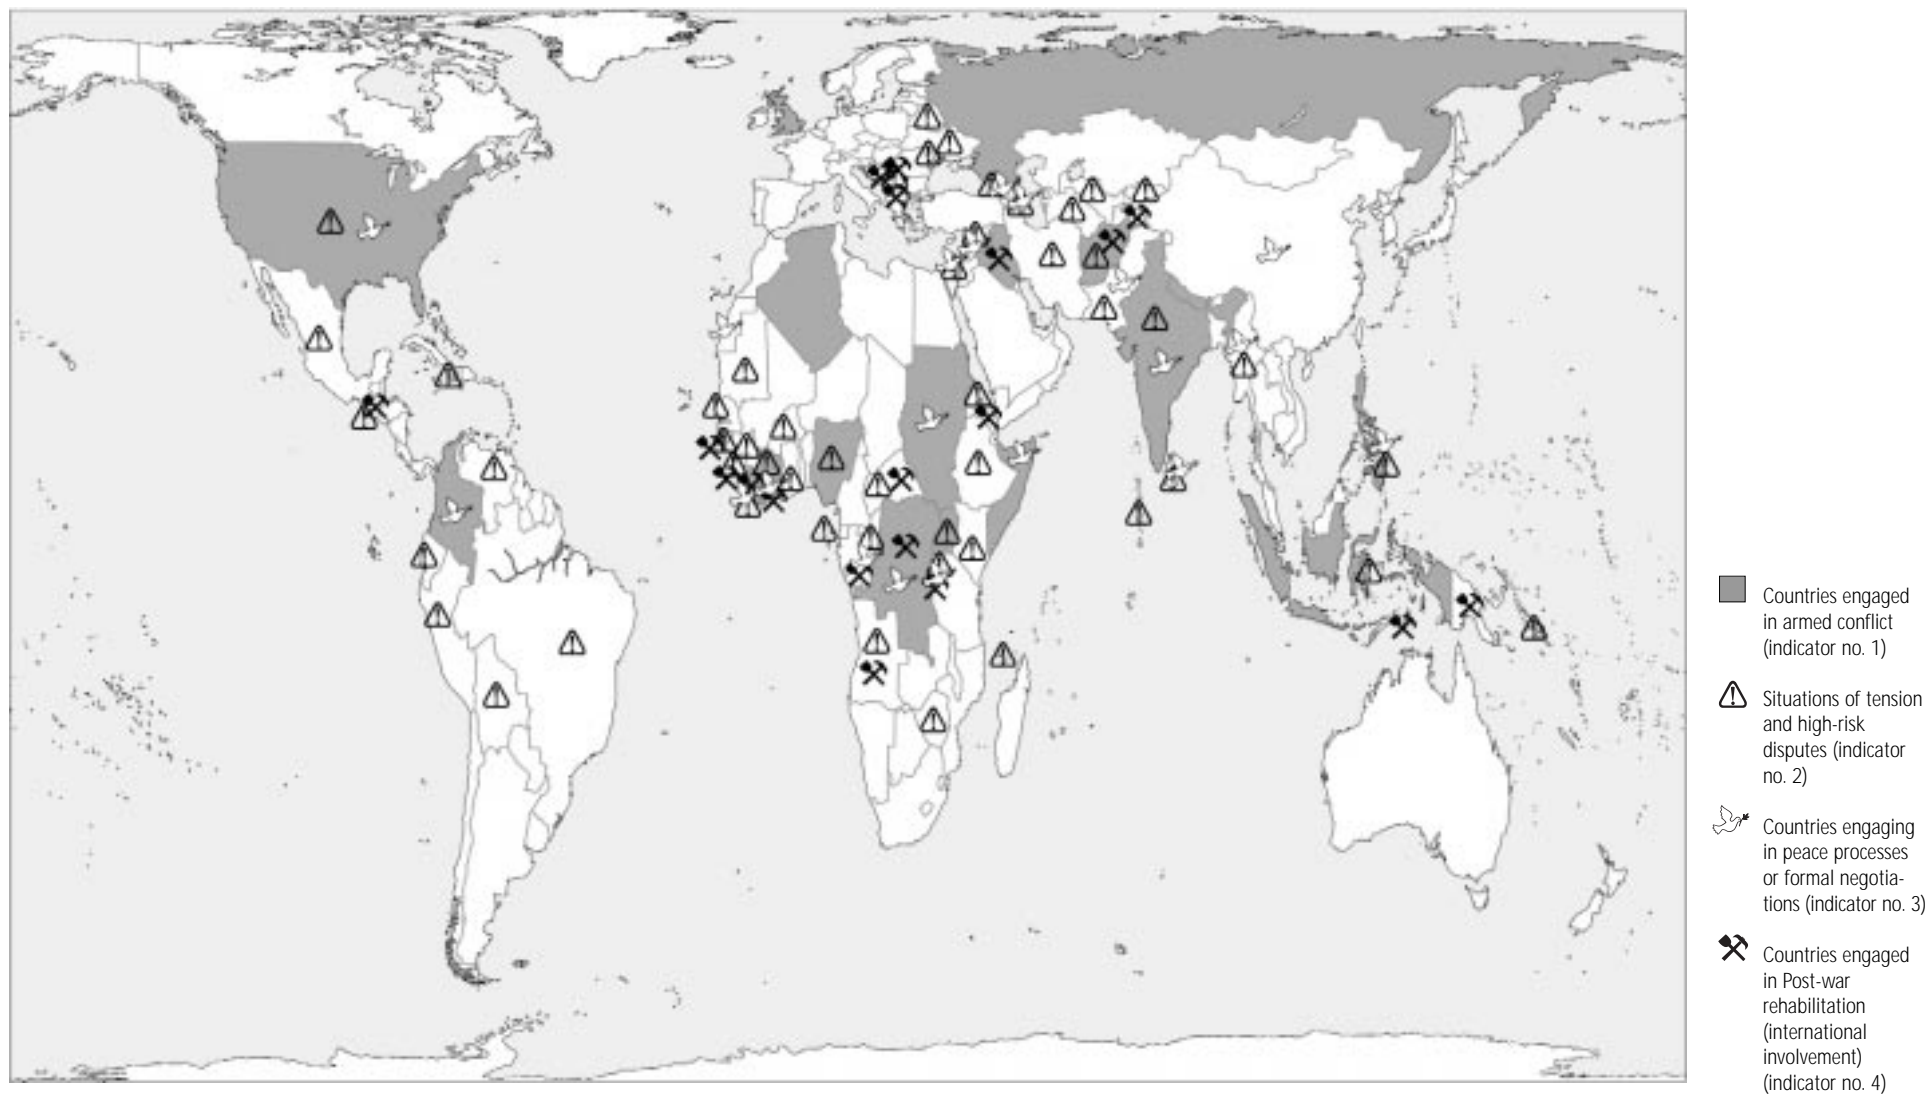 Countries engaged
in armed conflict
(indicator no. 1)
Situations of tension
and high-risk
disputes (indicator
no. 2)
Countries engaging
in peace processes
or formal negotia-
tions (indicator no. 3)
Countries engaged
in Post-war
rehabilitation
(international
involvement)
(indicator no. 4)